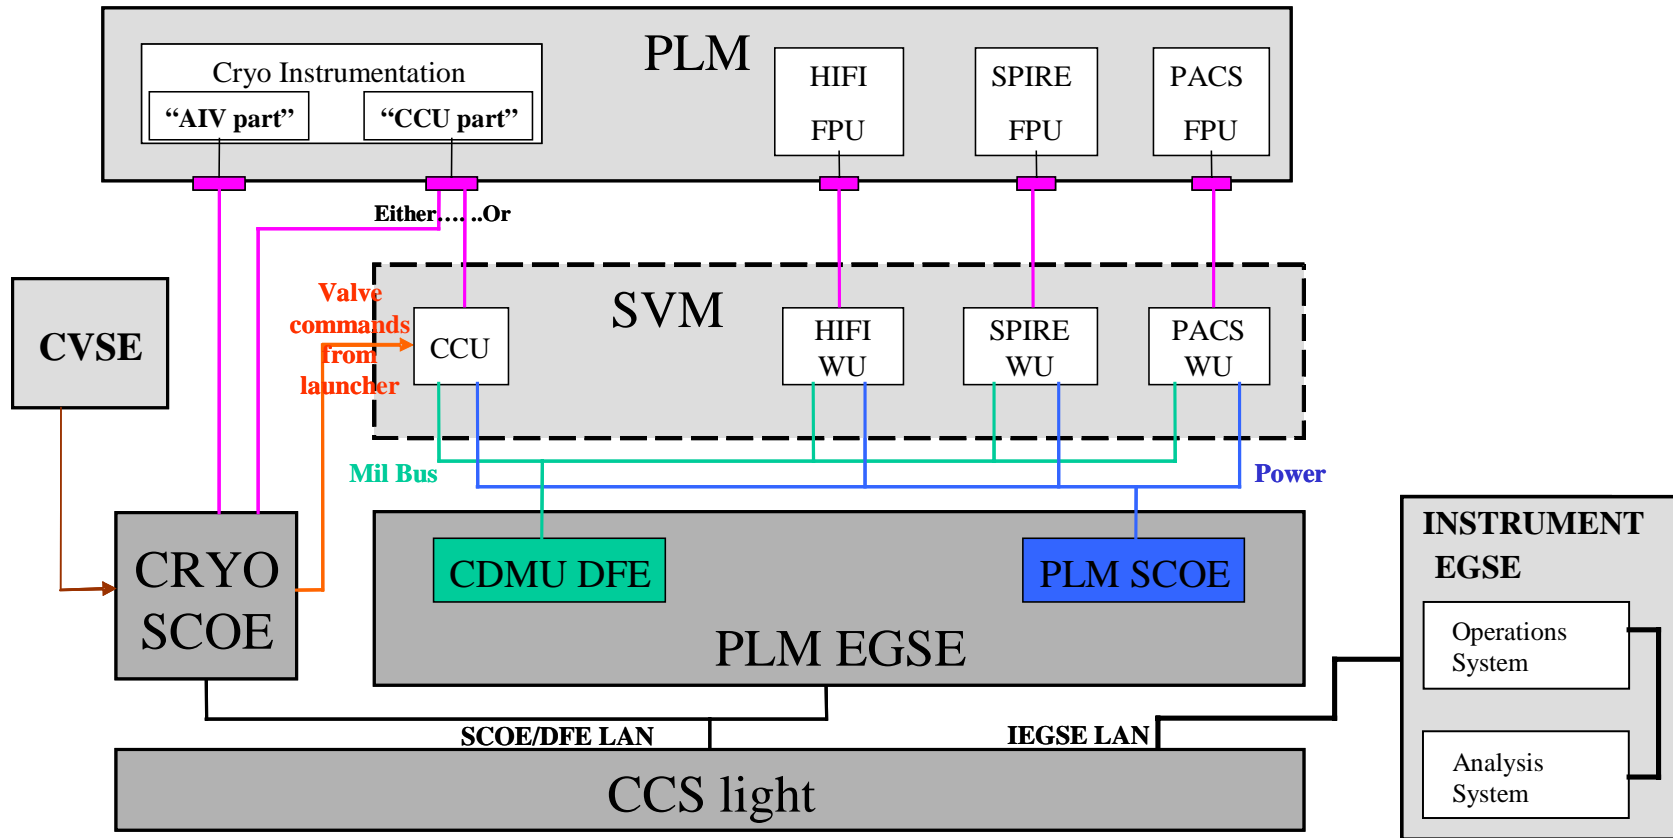 PLM
Cryo Instrumentation
“AIV part”
“CCU part”
HIFI
FPU
SPIRE
FPU
PACS
FPU
Either…...Or
CVSE
Valve
commands
from
launcher
SVM
CCU
HIFI
WU
SPIRE
WU
PACS
WU
Mil Bus
Power
CRYO
SCOE
CDMU DFE
PLM SCOE
PLM EGSE
INSTRUMENT
EGSE
Operations
System
Analysis
System
SCOE/DFE LAN
IEGSE LAN
CCS light